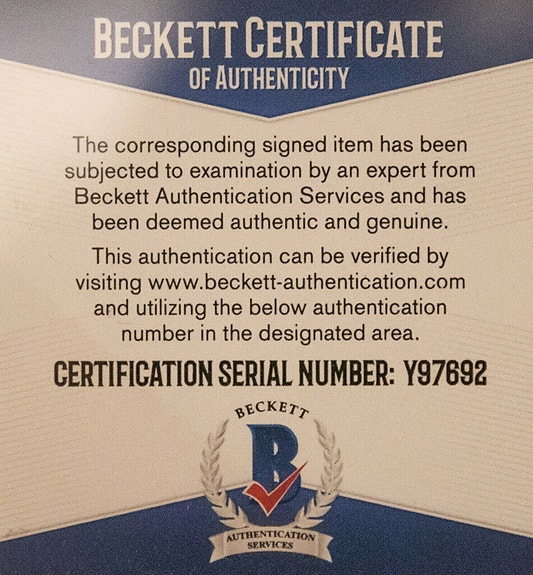 BECKETT CERTIFICATE
OF AUTHENTICITY
The corresponding signed item has been
subjected to examination by an expert from
Beckett Authentication Services and has
been deemed authentic and genuine.
This authentication can be verified by
visiting www.beckett-authentication.com
and utilizing the below authentication
number in the designated area.
CERTIFICATION SERIAL NUMBER: Y97692
BECKETT
B
AUTHENTICATION
SERVICES